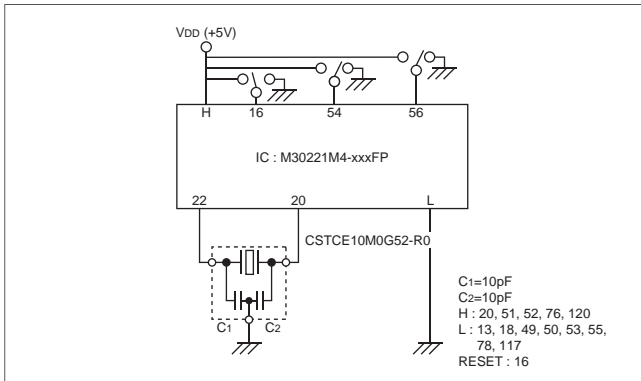 VDD (+5V)
H 16 54 56
IC : M30221M4-xxxFP
22 20 L
CSTCE10M0G52-R0
C1 C2
C1=10pF
C2=10pF
H : 20, 51, 52, 76, 120
L : 13, 18, 49, 50, 53, 55,
78, 117
RESET : 16